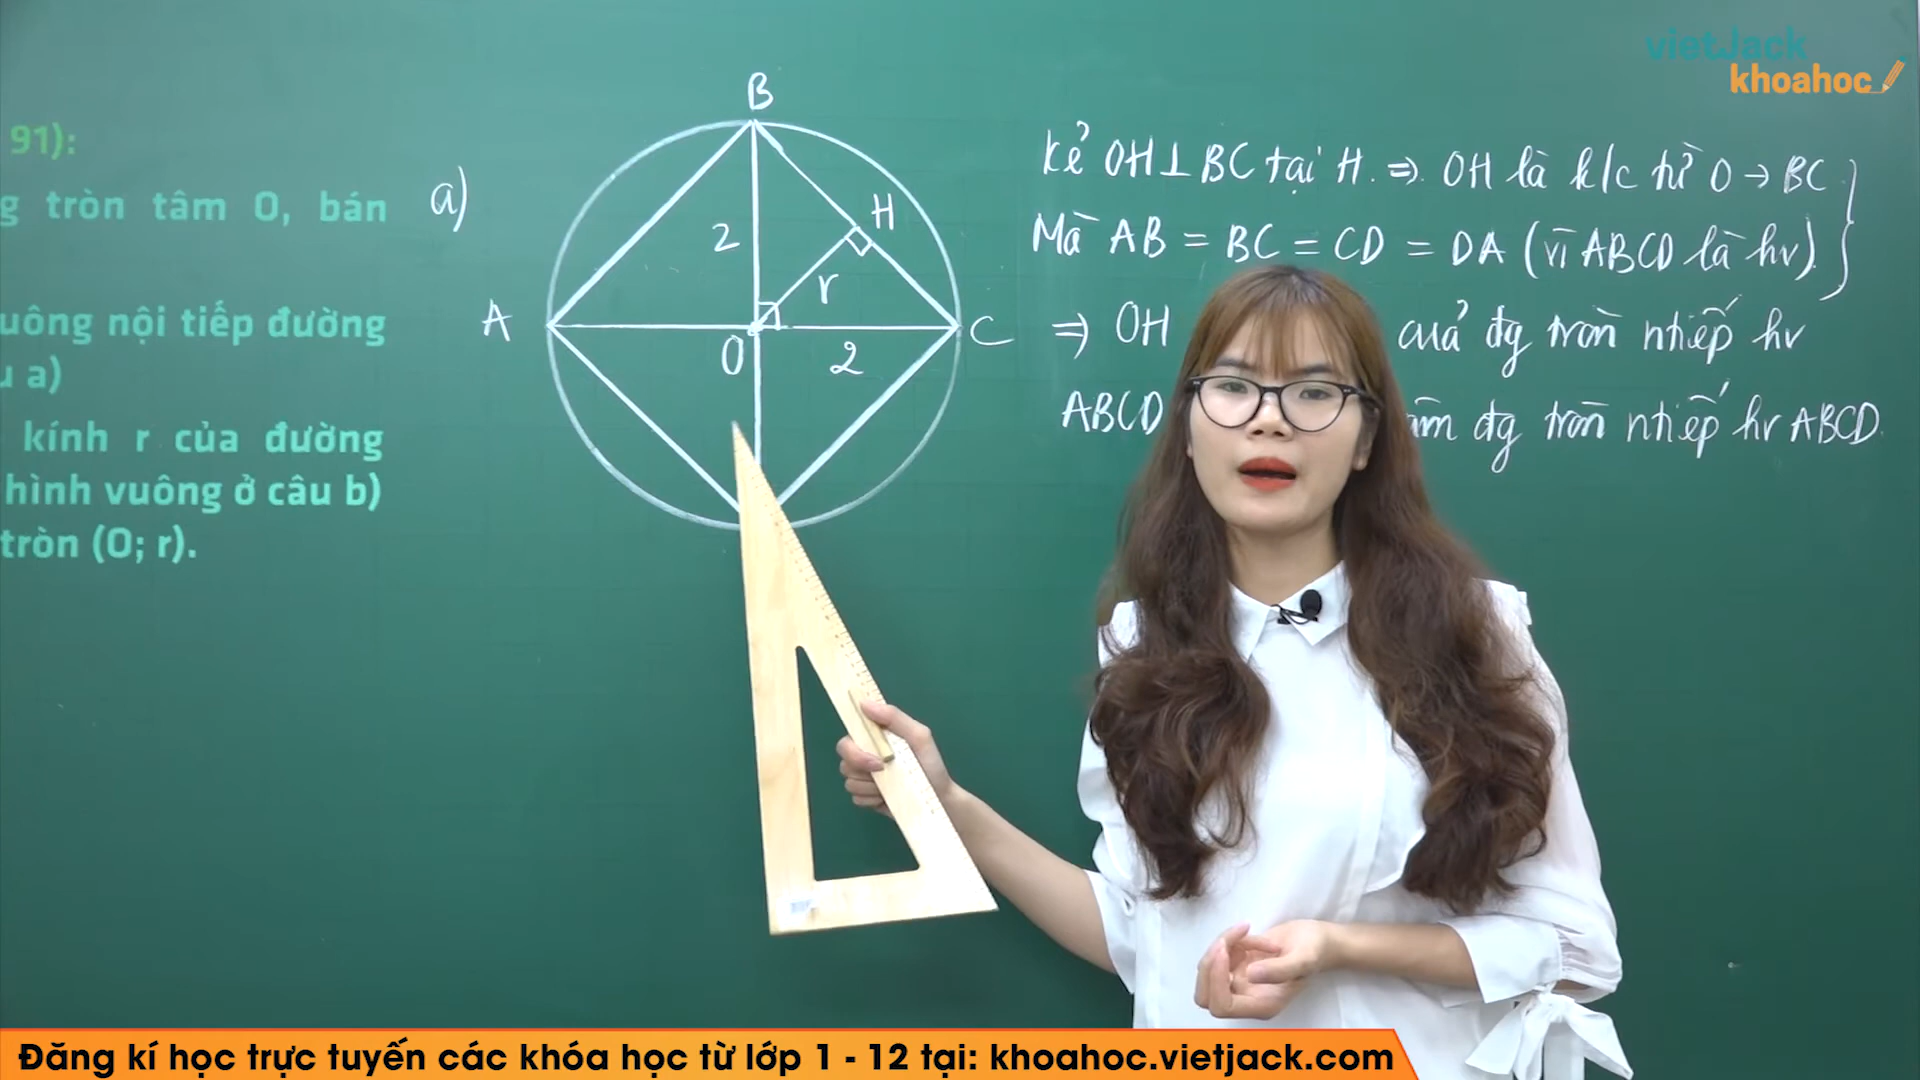 vietJack
khoahoc
91):
g tròn tâm O, bán
uông nội tiếp đường
u a)
kính r của đường
hình vuông ở câu b)
tròn (O; r).
a)
B
H
2
r
A
C
O
2
Kẻ OH⊥BC tại H. ⇒ OH là k/c từ O → BC
Mà AB = BC = CD = DA (vì ABCD là hv)
⇒ OH của đg tròn ntiếp hv
ABCD âm đg tròn ntiếp hv ABCD.
Đăng kí học trực tuyến các khóa học từ lớp 1 - 12 tại: khoahoc.vietjack.com